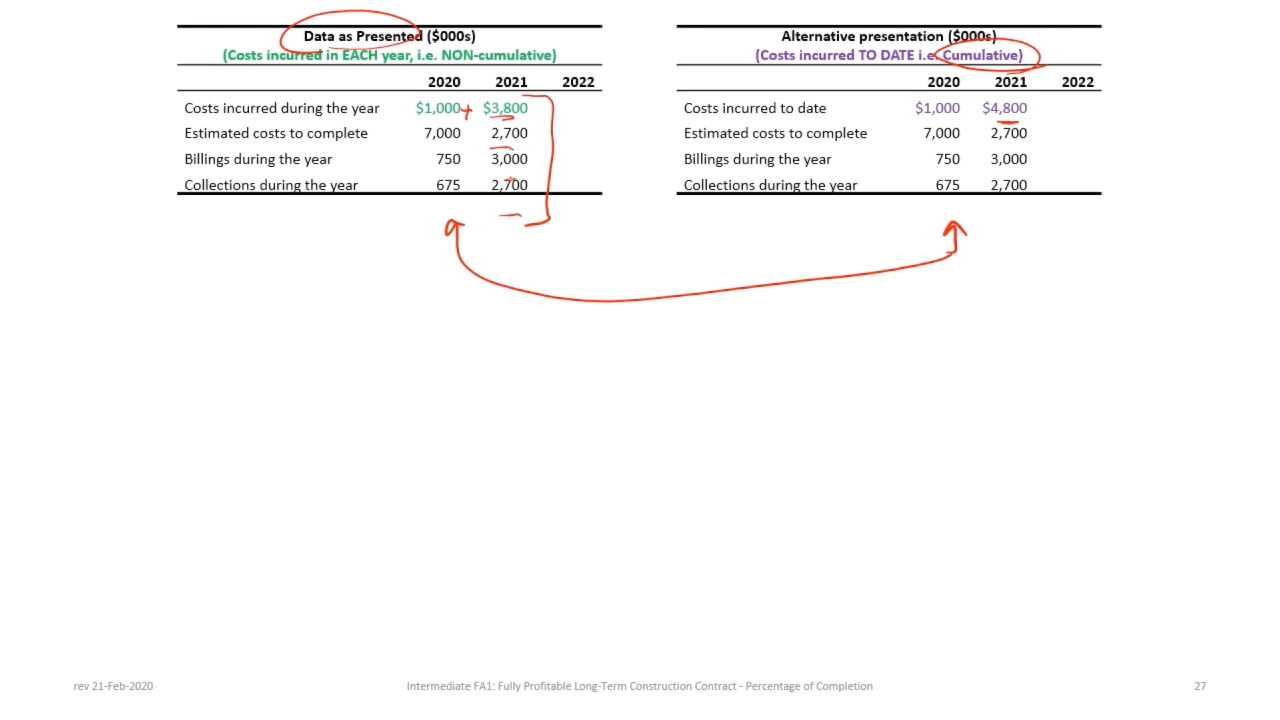 Data as Presented ($000s)
(Costs incurred in EACH year, i.e. NON-cumulative)
2020 2021 2022
Costs incurred during the year $1,000 + $3,800
Estimated costs to complete 7,000 2,700
Billings during the year 750 3,000
Collections during the year 675 2,700
Alternative presentation ($000s)
(Costs incurred TO DATE i.e. Cumulative)
2020 2021 2022
Costs incurred to date $1,000 $4,800
Estimated costs to complete 7,000 2,700
Billings during the year 750 3,000
Collections during the year 675 2,700
rev 21-Feb-2020 Intermediate FA1: Fully Profitable Long-Term Construction Contract - Percentage of Completion 27